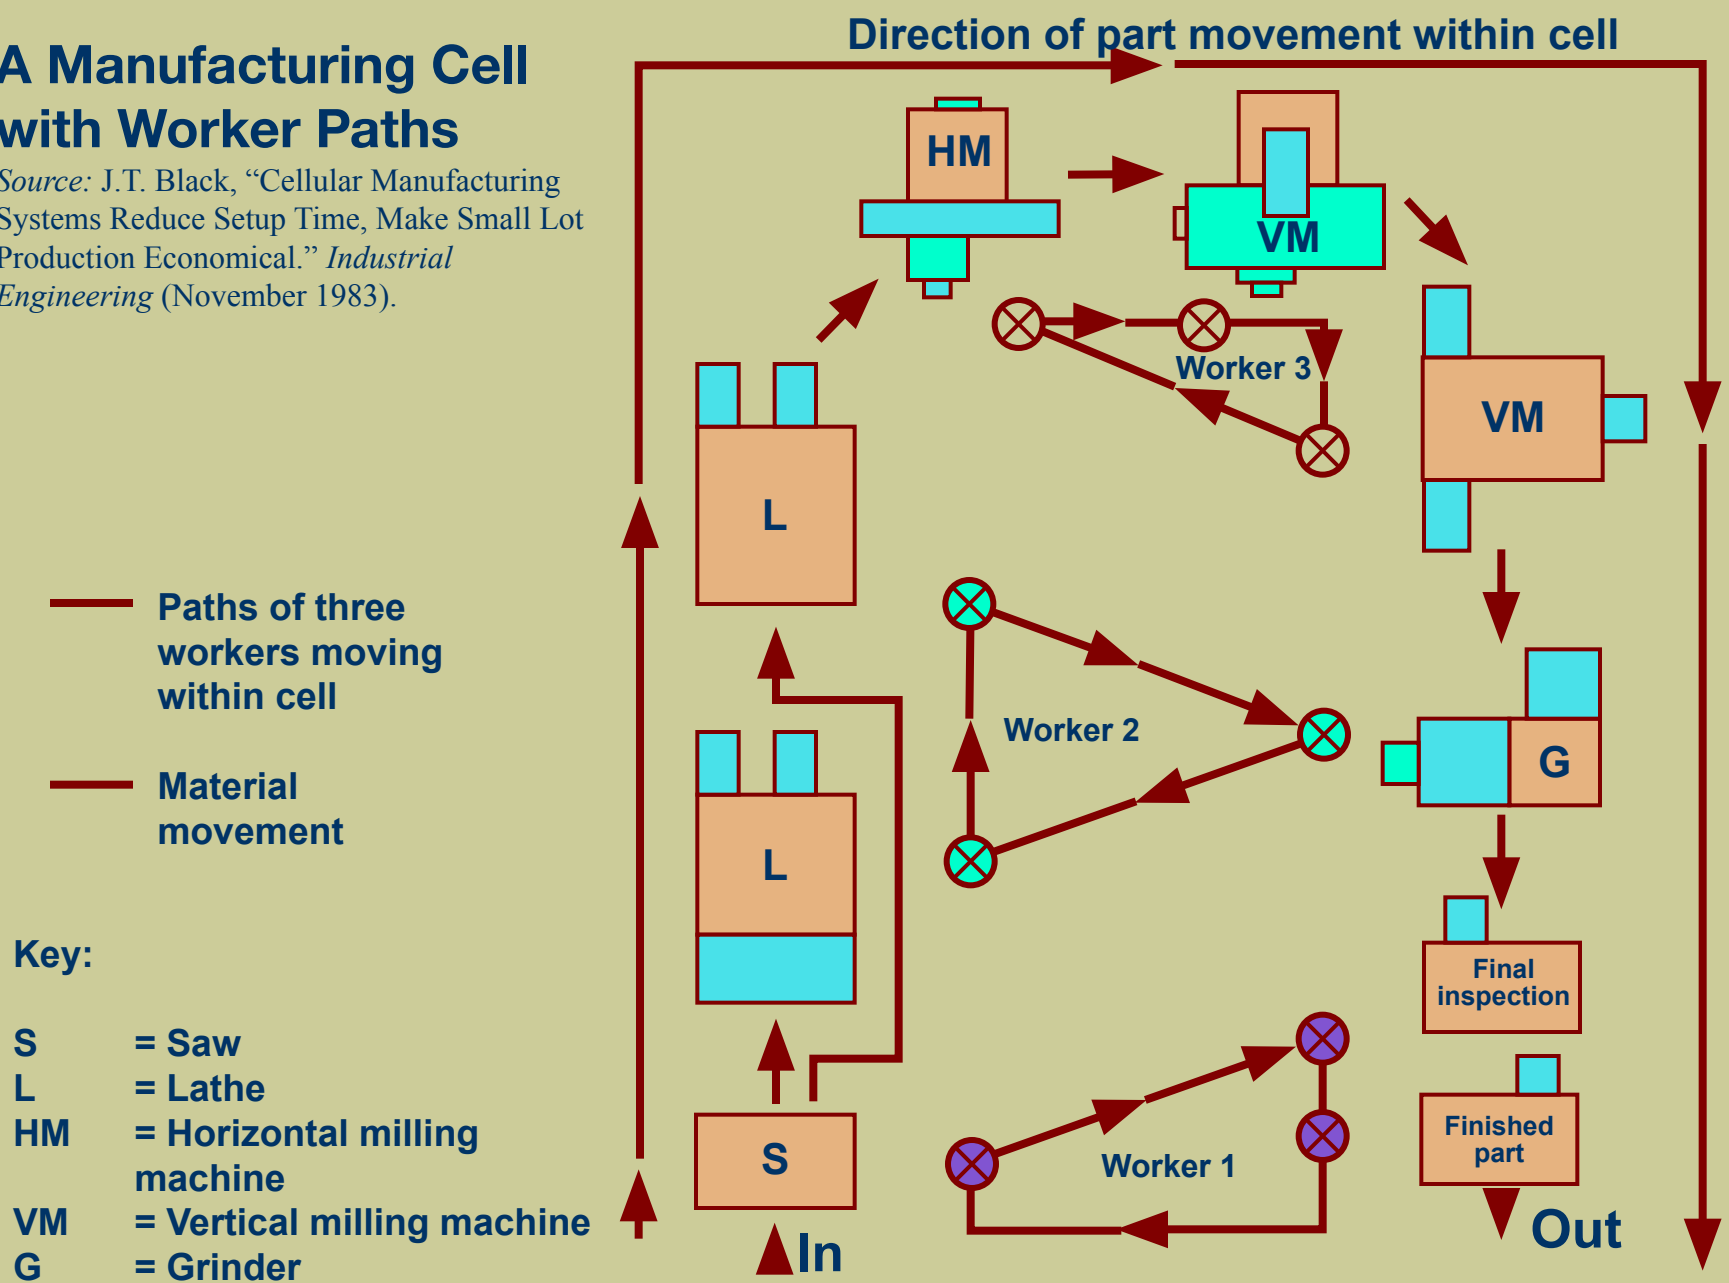 Direction of part movement within cell
A Manufacturing Cell
with Worker Paths
Source: J.T. Black, “Cellular Manufacturing
Systems Reduce Setup Time, Make Small Lot
Production Economical.” Industrial
Engineering (November 1983).
HM
VM
Worker 3
VM
L
Paths of three
workers moving
within cell
Worker 2
G
Material
movement
L
Key:
Final
inspection
S = Saw
L = Lathe
HM = Horizontal milling
machine
VM = Vertical milling machine
G = Grinder
S
Worker 1
Finished
part
In
Out